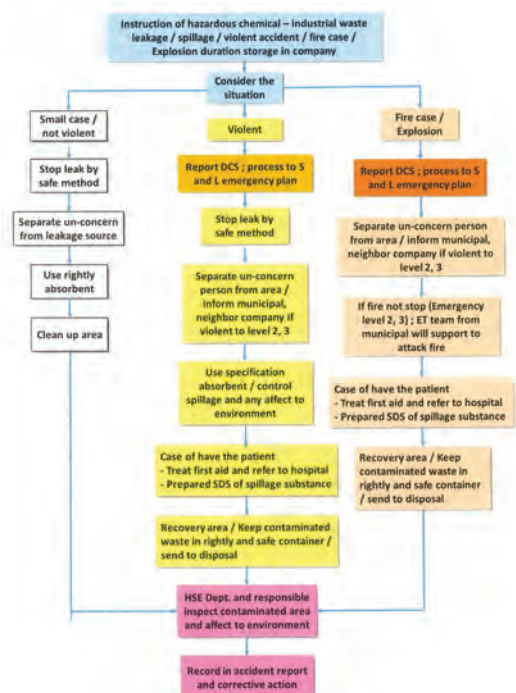 Instruction of hazardous chemical – industrial waste
leakage / spillage / violent accident / fire case /
Explosion duration storage in company
Consider the
situation
Small case /
not violent
Stop leak by
safe method
Separate un-concern
from leakage source
Use rightly
absorbent
Clean up area
Violent
Report DCS ; process to S
and L emergency plan
Stop leak by
safe method
Separate un-concern
person from area /
inform municipal,
neighbor company if
violent to level 2, 3
Use specification
absorbent / control
spillage and any affect to
environment
Case of have the patient
- Treat first aid and refer to hospital
- Prepared SDS of spillage substance
Recovery area / Keep contaminated
waste in rightly and safe container /
send to disposal
Fire case /
Explosion
Report DCS ; process to S
and L emergency plan
Separate un-concern person
from area / inform municipal,
neighbor company if violent to
level 2, 3
If fire not stop (Emergency
level 2, 3) ; ET team from
municipal will support to
attack fire
Case of have the patient
- Treat first aid and refer to hospital
- Prepared SDS of spillage substance
Recovery area / Keep
contaminated waste in
rightly and safe container /
send to disposal
HSE Dept. and responsible
inspect contaminated area
and affect to environment
Record in accident report
and corrective action